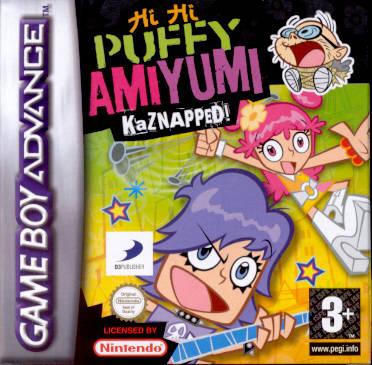 GAME BOY ADVANCE
TM
Hi Hi
PUFFY
AMIYUMI
KaZNAPPED!
D3PUBLISHER
Original
Nintendo
Seal of
Quality
LICENSED BY
Nintendo
3+
www.pegi.info